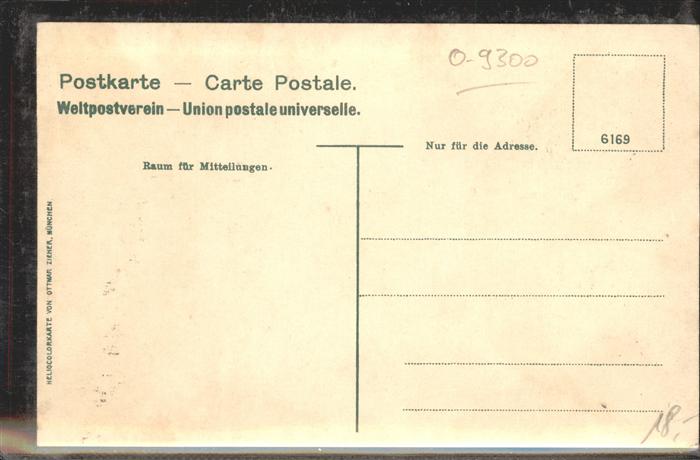 O-9300
Postkarte — Carte Postale.
Weltpostverein — Union postale universelle.
6169
Nur für die Adresse.
Raum für Mitteilungen.
HELIOCOLORKARTE VON OTTMAR ZIEHER, MÜNCHEN
18,-